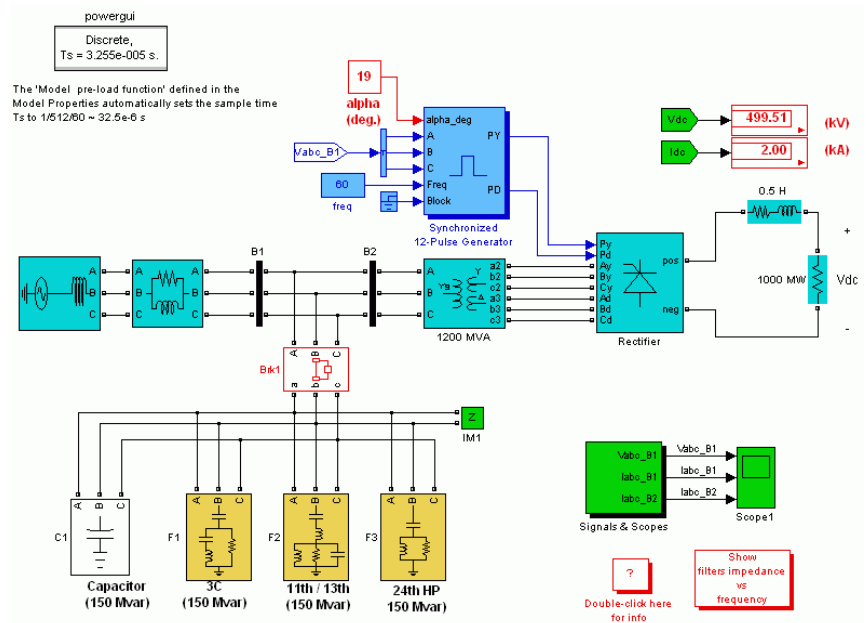 powergui
Discrete,
Ts = 3.255e-005 s.
The 'Model pre-load function' defined in the
Model Properties automatically sets the sample time
Ts to 1/512/60 ~ 32.5e-6 s
19
alpha
(deg.)
Vabc_B1
60
freq
alpha_deg
A
B
C
Freq
Block
PY
PD
Synchronized
12-Pulse Generator
Vdc
499.51
(kV)
Idc
2.00
(kA)
0.5 H
+
1000 MW
Vdc
-
A
B
C
A A
B B
C C
B1
B2
A
B
C
Y
Yg
Δ
a2
b2
c2
a3
b3
c3
1200 MVA
Py
Pd
Ay
By
Cy
Ad
Bd
Cd
pos
neg
Rectifier
Brk1
A B C
a b c
Z
IM1
A B C
C1
Capacitor
(150 Mvar)
A B C
F1
3C
(150 Mvar)
A B C
F2
11th / 13th
(150 Mvar)
A B C
F3
24th HP
150 Mvar)
Vabc_B1
Iabc_B1
Iabc_B2
Vabc_B1
Iabc_B1
Iabc_B2
Signals & Scopes
Scope1
?
Double-click here
for info
Show
filters impedance
vs
frequency